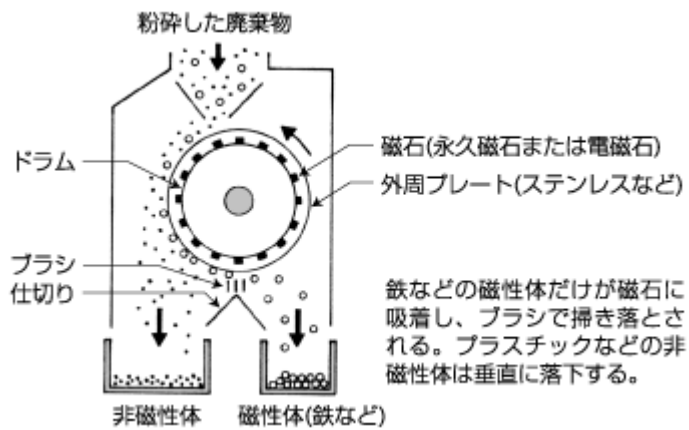 粉砕した廃棄物
ドラム
磁石(永久磁石または電磁石)
外周プレート(ステンレスなど)
ブラシ
仕切り
鉄などの磁性体だけが磁石に
吸着し、ブラシで掃き落とさ
れる。プラスチックなどの非
磁性体は垂直に落下する。
非磁性体
磁性体(鉄など)